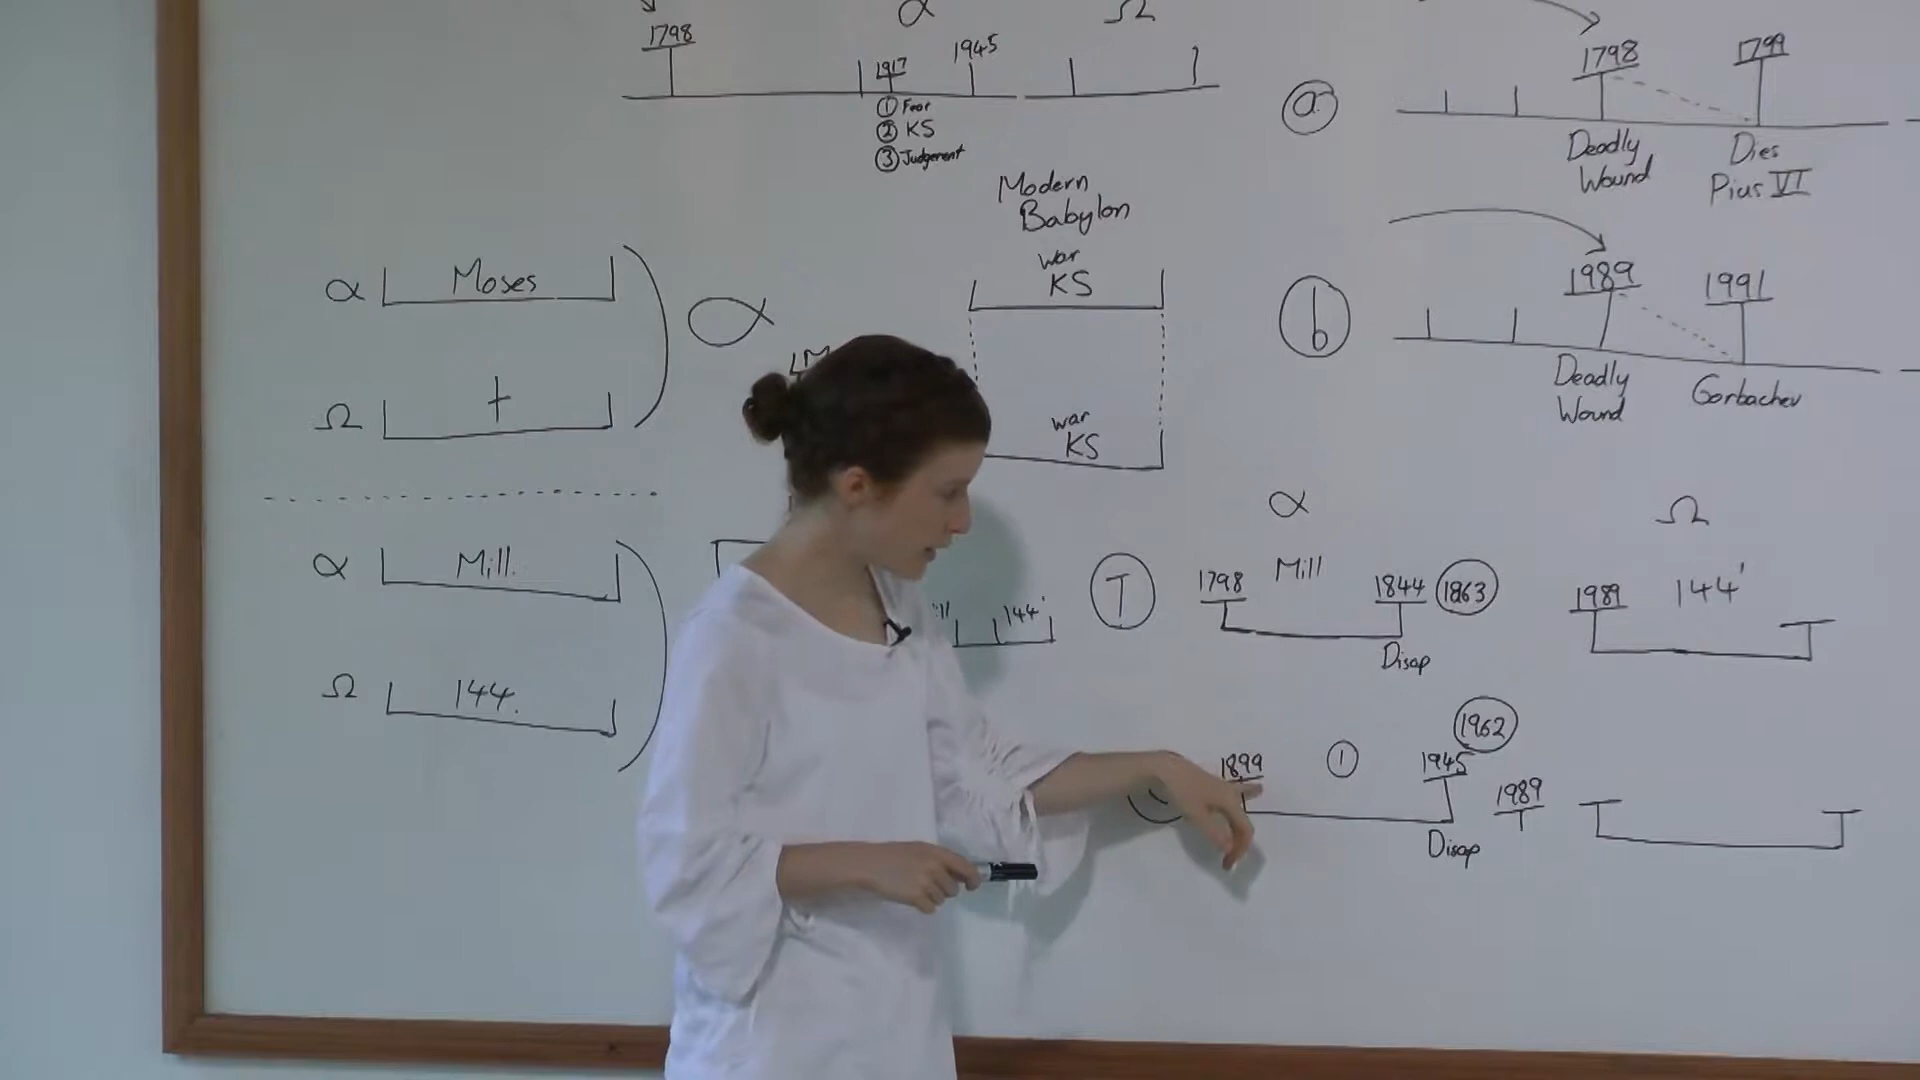 α
Ω
1798
1917
1945
① Fear
② KS
③ Judgement
a
1798
1799
Deadly
Wound
Dies
Pius VI
Modern
Babylon
war
KS
war
KS
b
1989
1991
Deadly
Wound
Gorbachev
α Moses
Ω
α
α Mill.
Ω 144.
144'
T
α
Ω
1798 Mill 1844 1863
Disap
1989 144'
1899 ① 1945 1962
Disap
1989